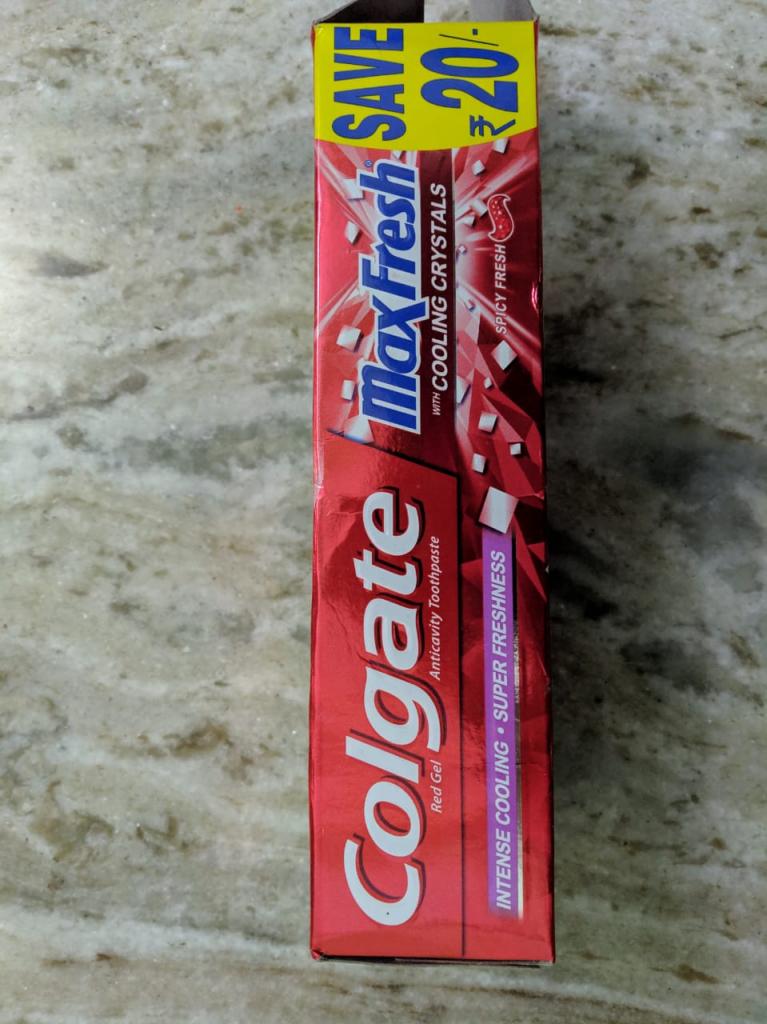 Colgate
Red Gel Anticavity Toothpaste
MaxFresh®
WITH COOLING CRYSTALS
SPICY FRESH
INTENSE COOLING • SUPER FRESHNESS
SAVE
₹20/-